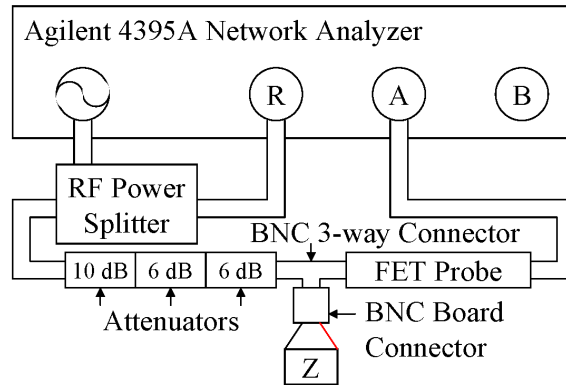 Agilent 4395A Network Analyzer
R
A
B
RF Power
Splitter
BNC 3-way Connector
10 dB
6 dB
6 dB
FET Probe
Attenuators
BNC Board
Connector
Z